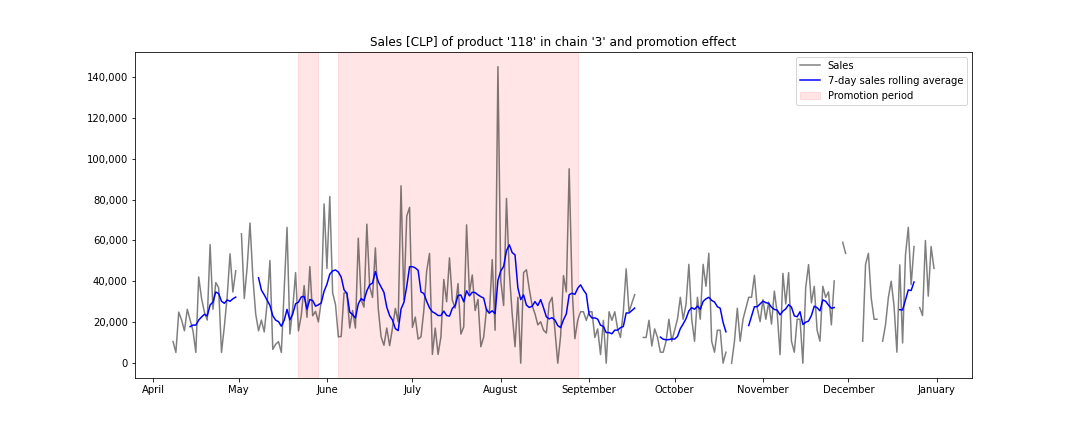 Sales [CLP] of product '118' in chain '3' and promotion effect
Sales
7-day sales rolling average
Promotion period
140,000
120,000
100,000
80,000
60,000
40,000
20,000
0
April May June July August September October November December January